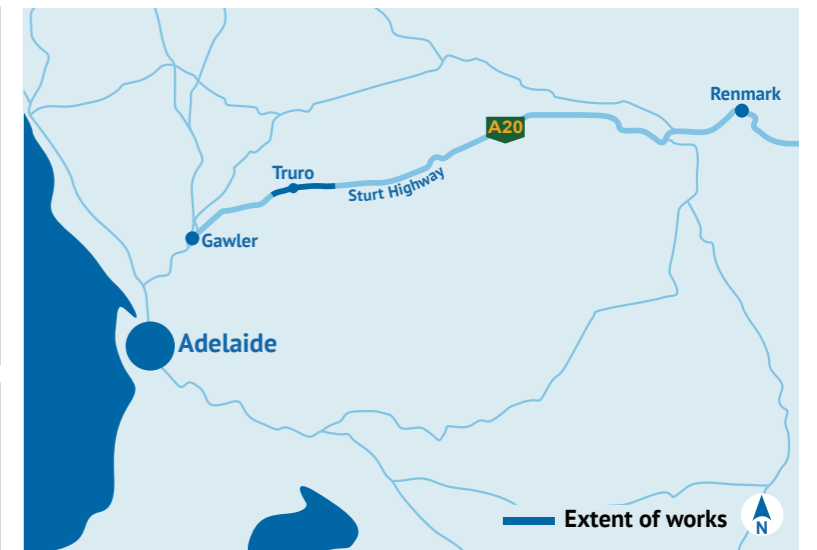 Renmark
A20
Truro
Sturt Highway
Gawler
Adelaide
Extent of works
N